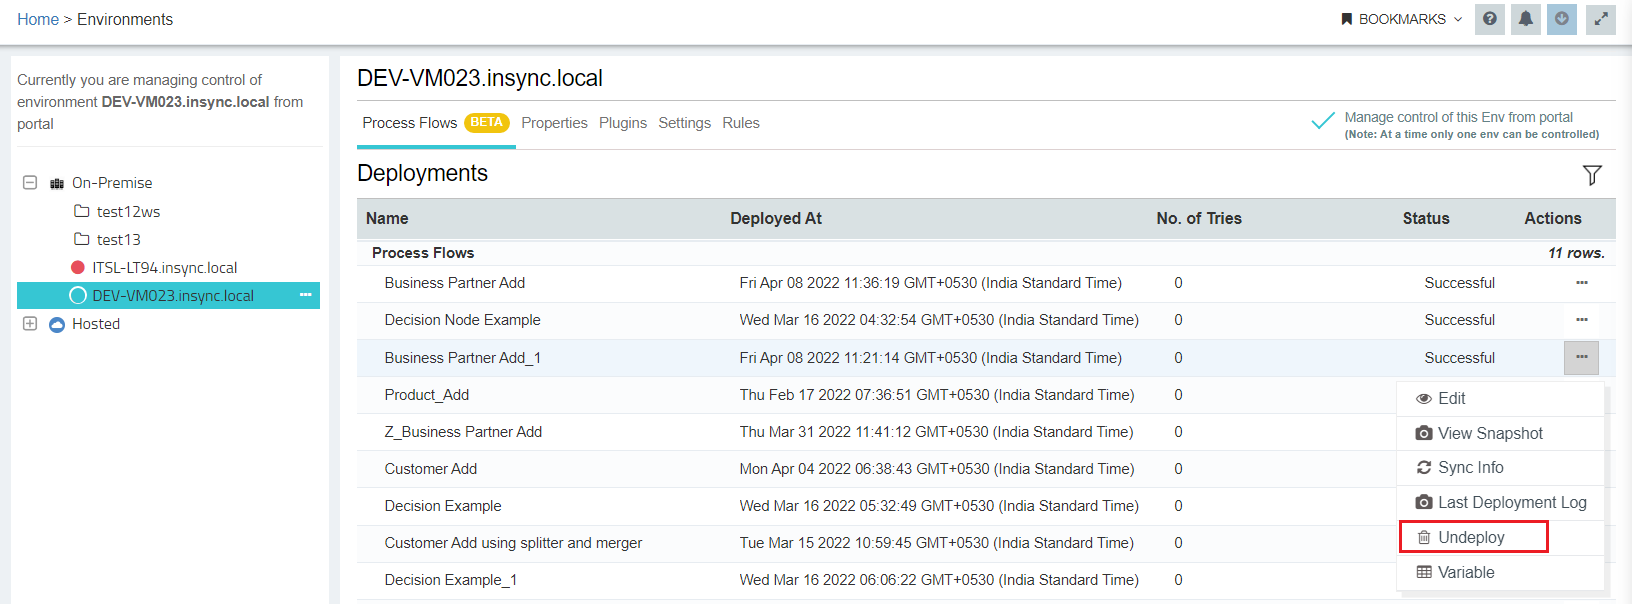 Home > Environments
BOOKMARKS
Currently you are managing control of
environment DEV-VM023.insync.local from
portal
On-Premise
test12ws
test13
ITSL-LT94.insync.local
DEV-VM023.insync.local
Hosted
DEV-VM023.insync.local
Process Flows BETA Properties Plugins Settings Rules
Manage control of this Env from portal
(Note: At a time only one env can be controlled)
Deployments
Name Deployed At No. of Tries Status Actions
Process Flows 11 rows.
Business Partner Add Fri Apr 08 2022 11:36:19 GMT+0530 (India Standard Time) 0 Successful
Decision Node Example Wed Mar 16 2022 04:32:54 GMT+0530 (India Standard Time) 0 Successful
Business Partner Add_1 Fri Apr 08 2022 11:21:14 GMT+0530 (India Standard Time) 0 Successful
Product_Add Thu Feb 17 2022 07:36:51 GMT+0530 (India Standard Time) 0
Z_Business Partner Add Thu Mar 31 2022 11:41:12 GMT+0530 (India Standard Time) 0
Customer Add Mon Apr 04 2022 06:38:43 GMT+0530 (India Standard Time) 0
Decision Example Wed Mar 16 2022 05:32:49 GMT+0530 (India Standard Time) 0
Customer Add using splitter and merger Tue Mar 15 2022 10:59:45 GMT+0530 (India Standard Time) 0
Decision Example_1 Wed Mar 16 2022 06:06:22 GMT+0530 (India Standard Time) 0
Edit
View Snapshot
Sync Info
Last Deployment Log
Undeploy
Variable